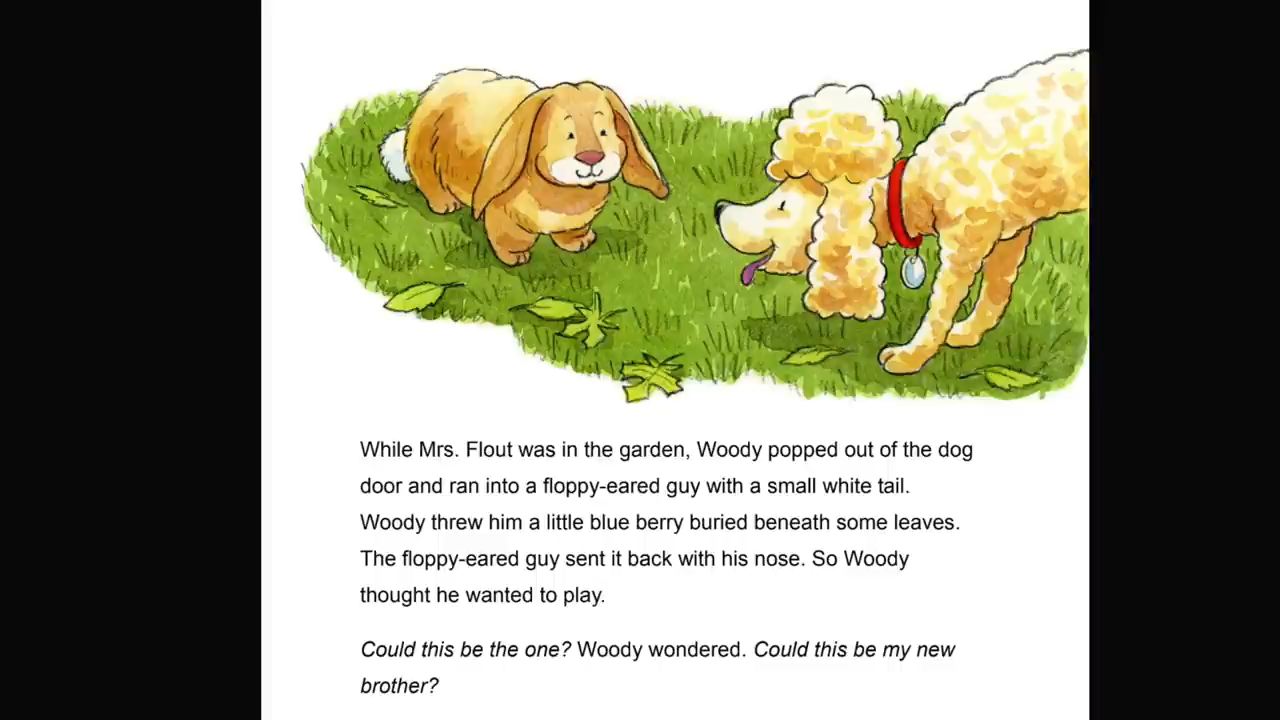 While Mrs. Flout was in the garden, Woody popped out of the dog
door and ran into a floppy-eared guy with a small white tail.
Woody threw him a little blue berry buried beneath some leaves.
The floppy-eared guy sent it back with his nose. So Woody
thought he wanted to play.
Could this be the one? Woody wondered. Could this be my new
brother?